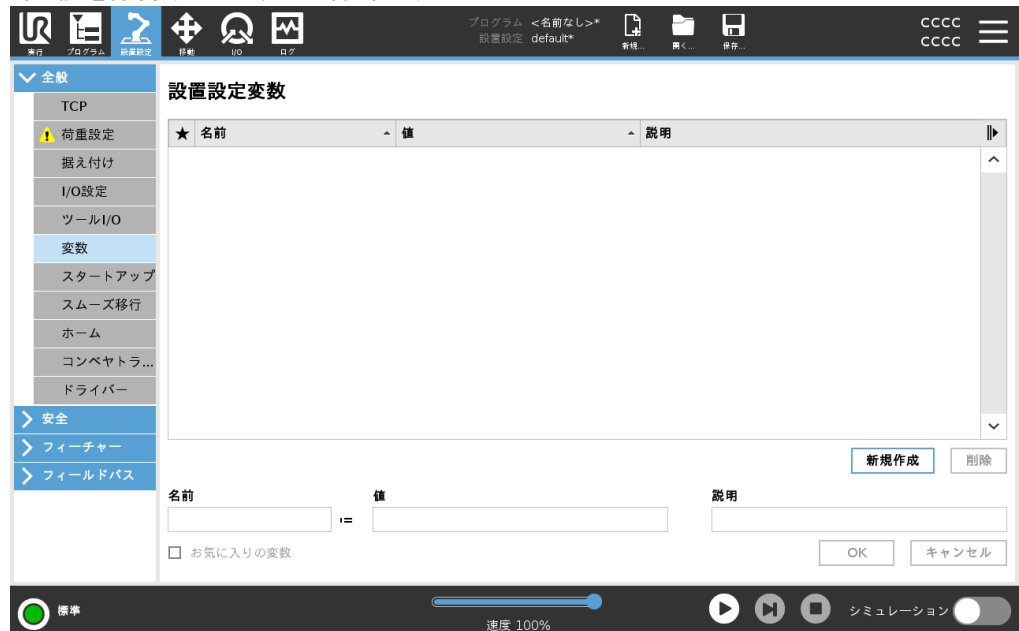 プログラム <名前なし>*
設置設定 default*
CCCC
CCCC
UR
実行
プログラム
設置設定
移動
I/O
ログ
新規...
開く...
保存...
全般
TCP
荷重設定
据え付け
I/O設定
ツールI/O
変数
スタートアップ
スムーズ移行
ホーム
コンベヤトラ...
ドライバー
安全
フィーチャー
フィールドバス
設置設定変数
★ 名前 値 説明
新規作成 削除
名前 値 説明
:=
お気に入りの変数
OK キャンセル
標準
速度 100%
シミュレーション